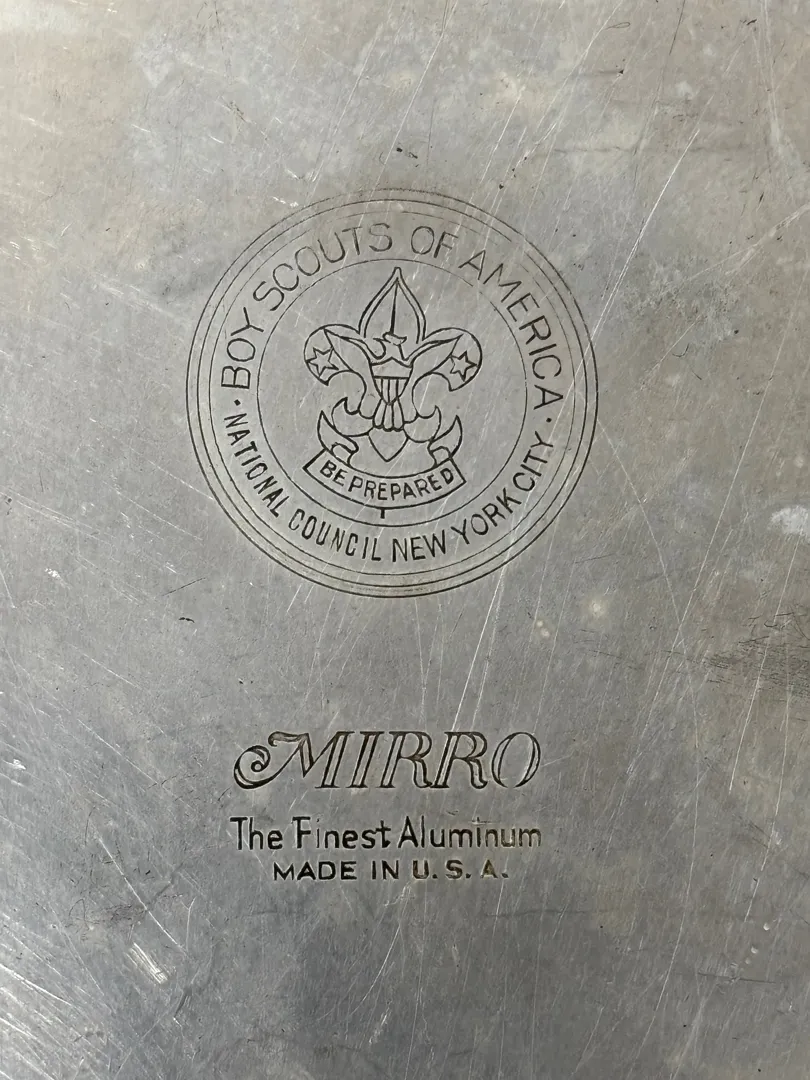 BOY SCOUTS OF AMERICA
· NATIONAL COUNCIL NEW YORK CITY ·
BE PREPARED
MIRRO
The Finest Aluminum
MADE IN U.S.A.